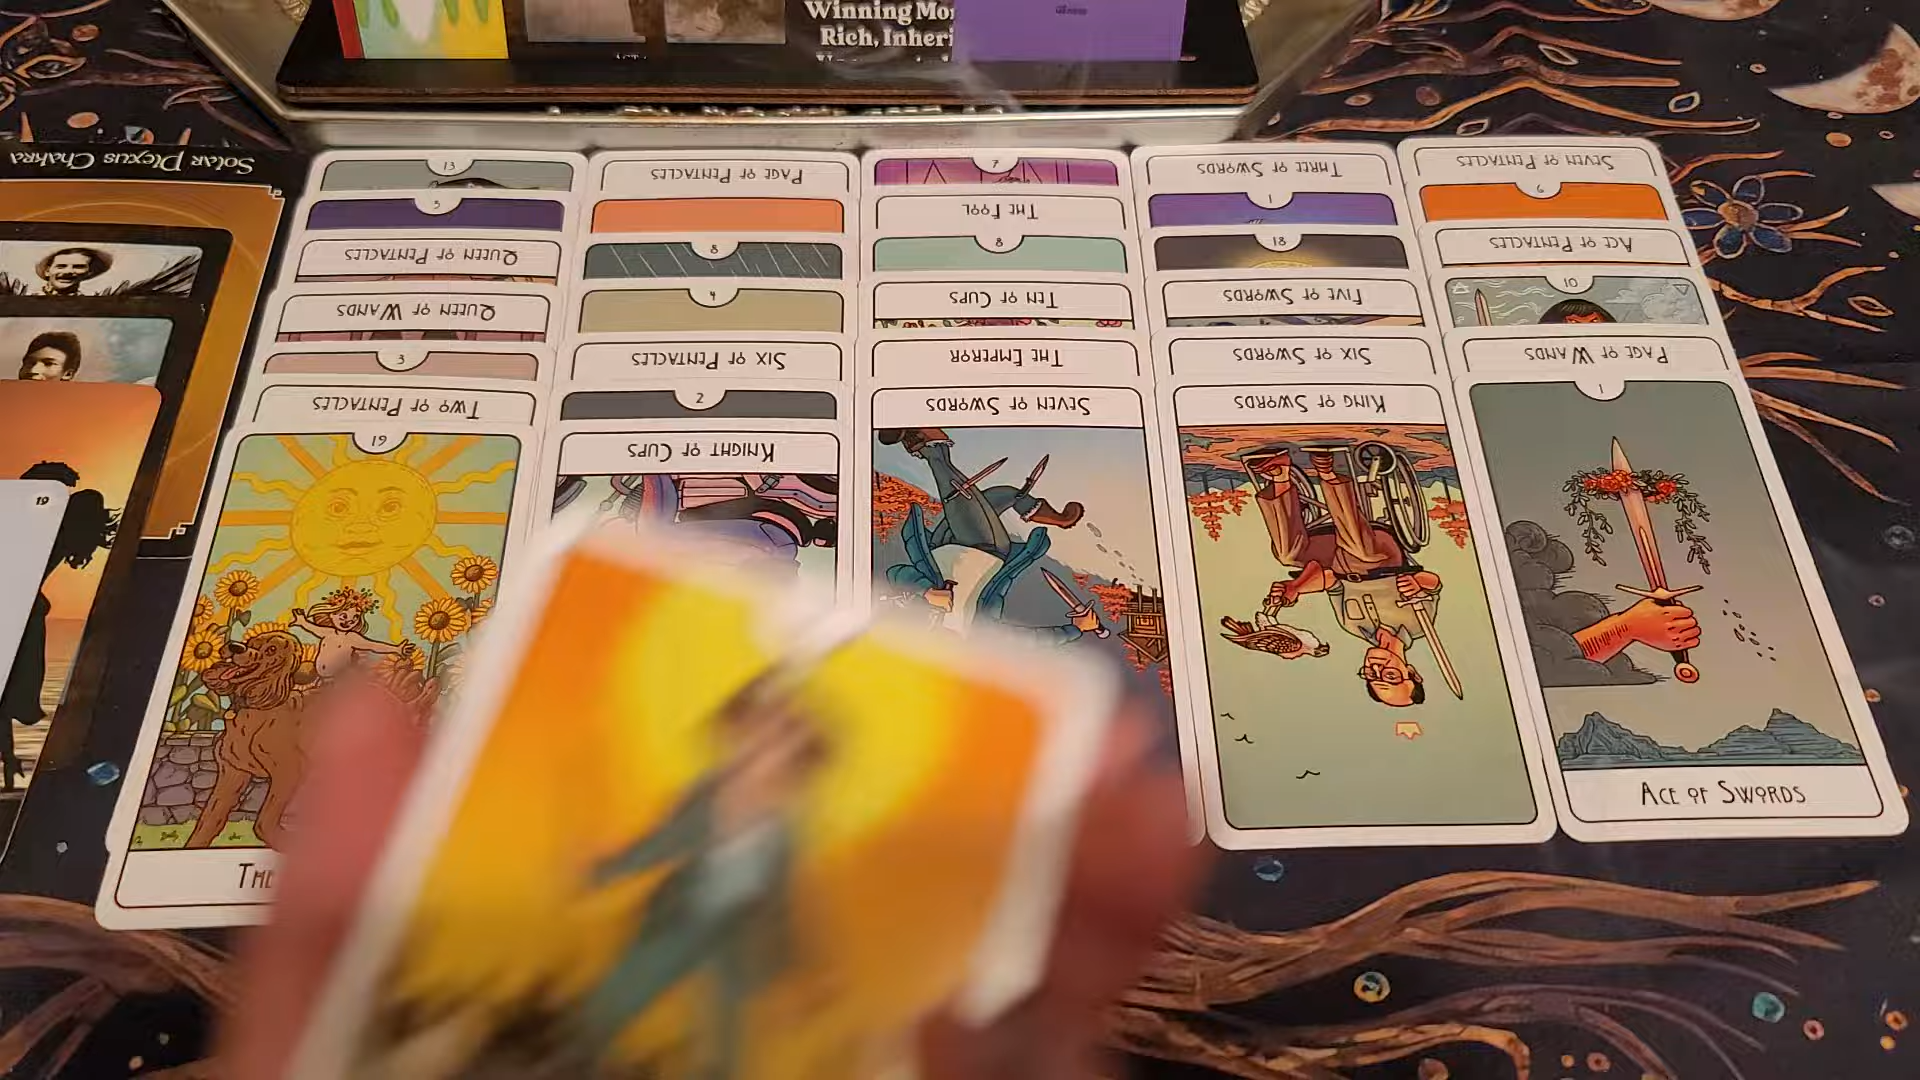 Winning Mo
Rich, Inheri
Solar Plexus Chakra
13
PAGE OF PENTACLES
7
THREE OF SWORDS
SEVEN OF PENTACLES
5
THE FOOL
1
6
QUEEN OF PENTACLES
8
8
18
ACE OF PENTACLES
QUEEN OF WANDS
4
TEN OF CUPS
FIVE OF SWORDS
10
3
SIX OF PENTACLES
THE EMPEROR
SIX OF SWORDS
PAGE OF WANDS
TWO OF PENTACLES
2
SEVEN OF SWORDS
KING OF SWORDS
1
19
KNIGHT OF CUPS
19
THE
ACE OF SWORDS